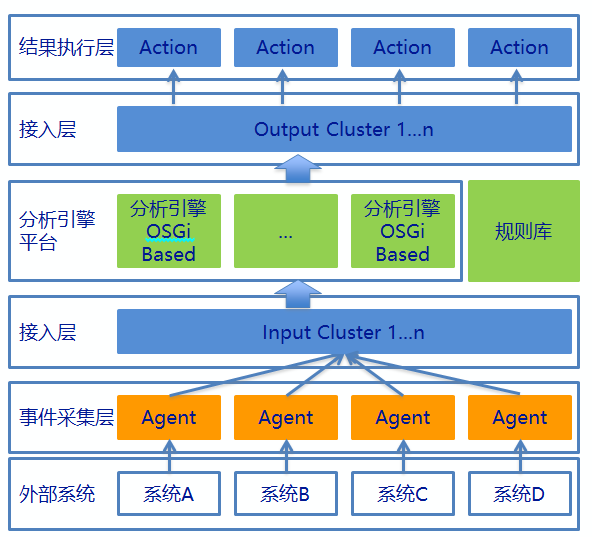 结果执行层
Action
Action
Action
Action
接入层
Output Cluster 1...n
分析引擎
平台
分析引擎
OSGi
Based
...
分析引擎
OSGi
Based
规则库
接入层
Input Cluster 1...n
事件采集层
Agent
Agent
Agent
Agent
外部系统
系统A
系统B
系统C
系统D